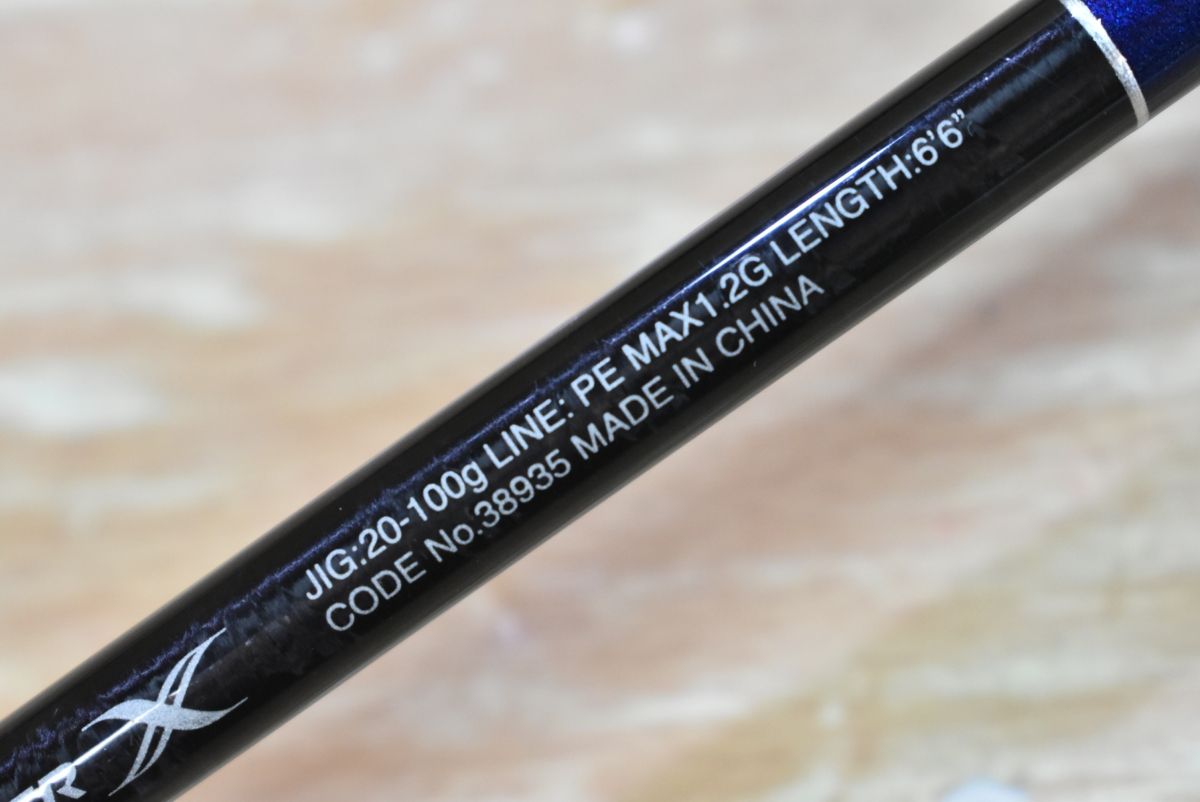 JIG:20-100g LINE: PE MAX1.2G LENGTH:6'6”
CODE No.38935 MADE IN CHINA
X